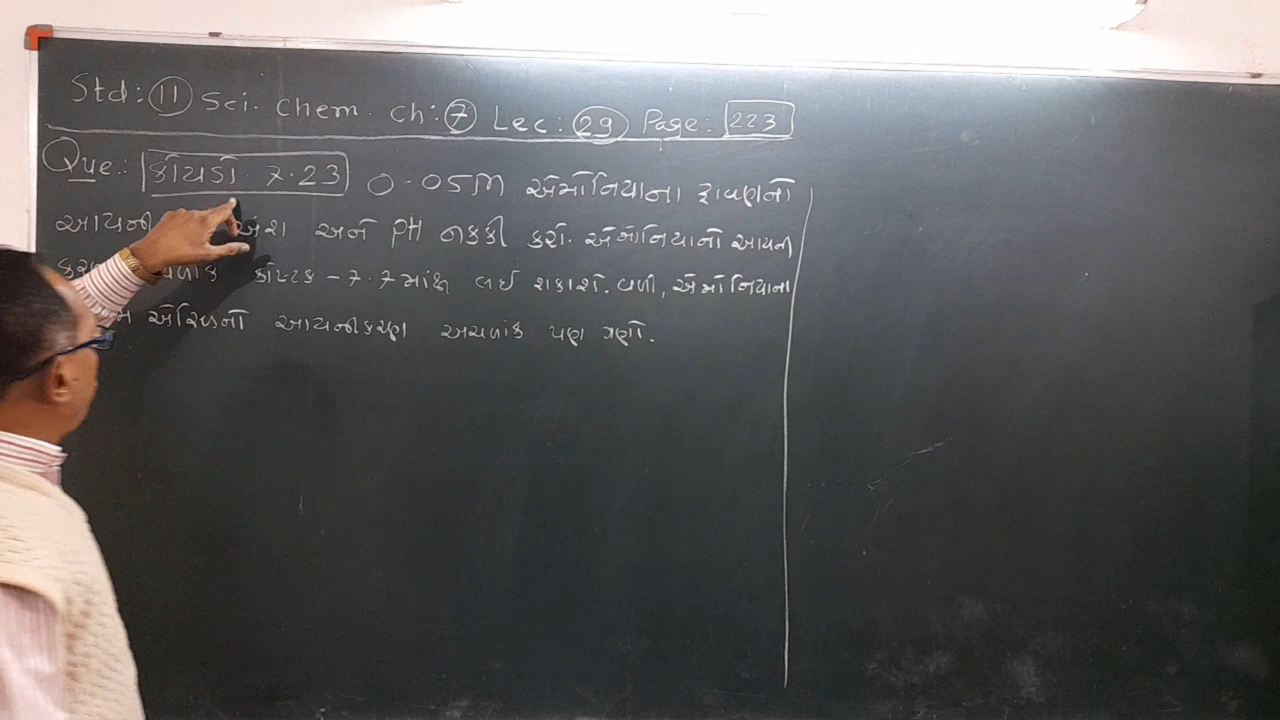 Std: 11 Sci. Chem. Ch: 7 Lec: 29 Page: 223
Que: કોયડો. 7.23 0.05M એમોનિયાના દ્રાવણનો
આયની અંશ અને pH નક્કી કરો. એમોનિયાનો આયની
કોષ્ટક - 7.7માંથી લઈ શકાશે. વળી, એમોનિયાના
એસિડનો આયનીકરણ અચળાંક પણ ગણો.